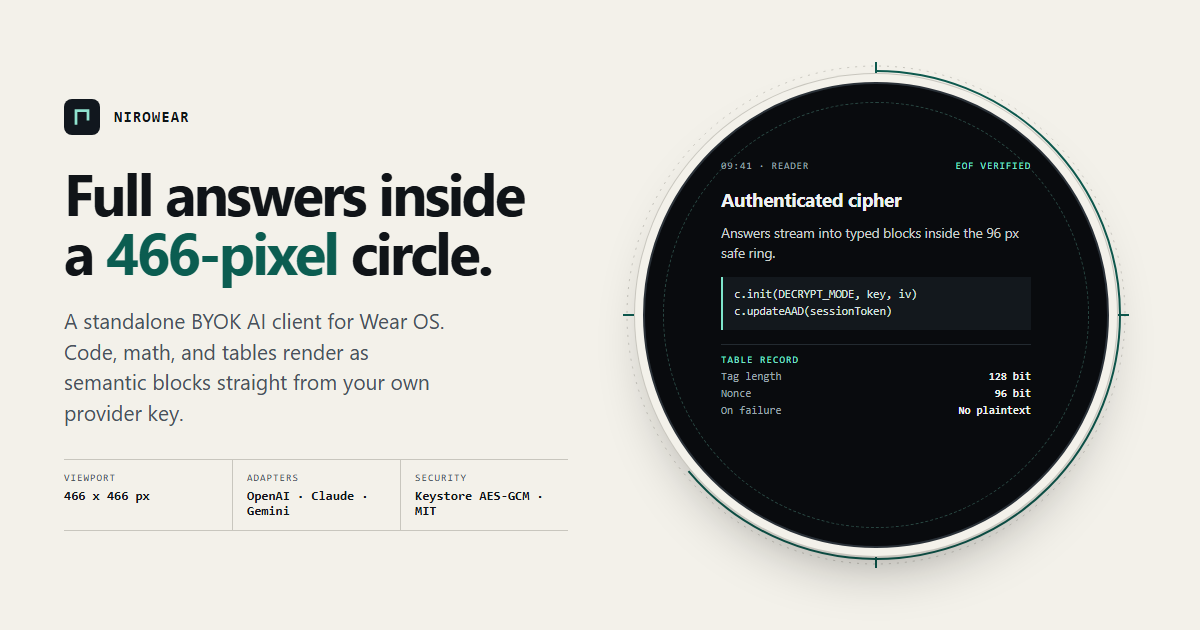 NIROWEAR
Full answers inside
a 466-pixel circle.
A standalone BYOK AI client for Wear OS.
Code, math, and tables render as
semantic blocks straight from your own
provider key.
VIEWPORT
466 x 466 px
ADAPTERS
OpenAI · Claude ·
Gemini
SECURITY
Keystore AES-GCM ·
MIT
09:41 · READER
EOF VERIFIED
Authenticated cipher
Answers stream into typed blocks inside the 96 px
safe ring.
c.init(DECRYPT_MODE, key, iv)
c.updateAAD(sessionToken)
TABLE RECORD
Tag length 128 bit
Nonce 96 bit
On failure No plaintext